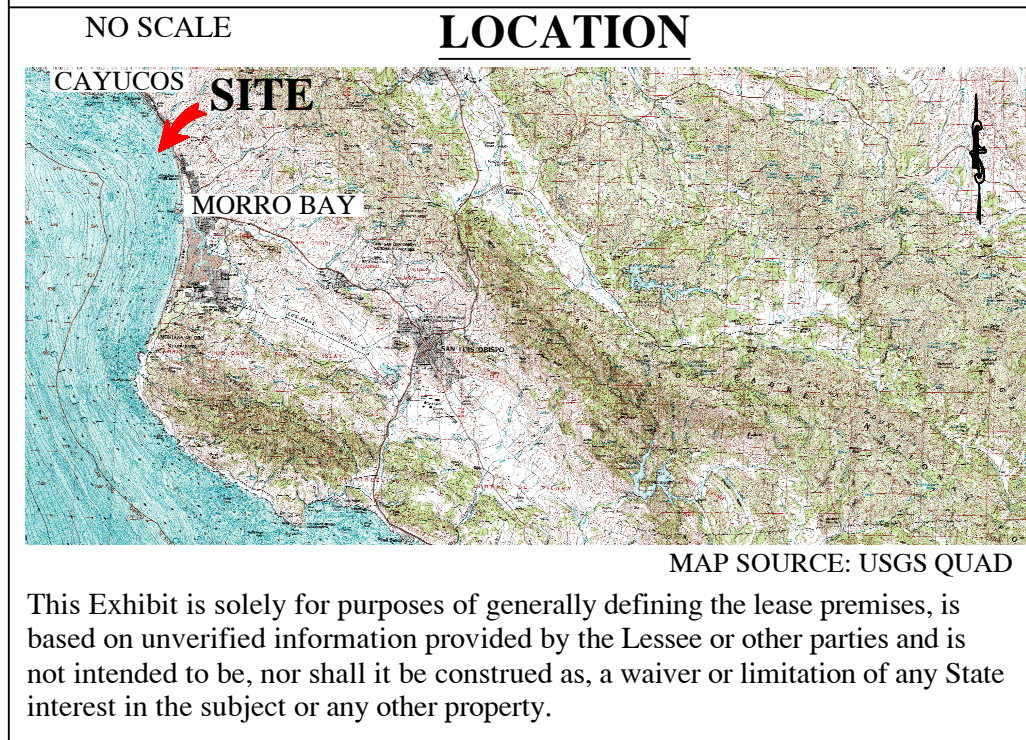 NO SCALE
LOCATION
CAYUCOS
SITE
MORRO BAY
SAN LUIS OBISPO
MAP SOURCE: USGS QUAD
This Exhibit is solely for purposes of generally defining the lease premises, is
based on unverified information provided by the Lessee or other parties and is
not intended to be, nor shall it be construed as, a waiver or limitation of any State
interest in the subject or any other property.